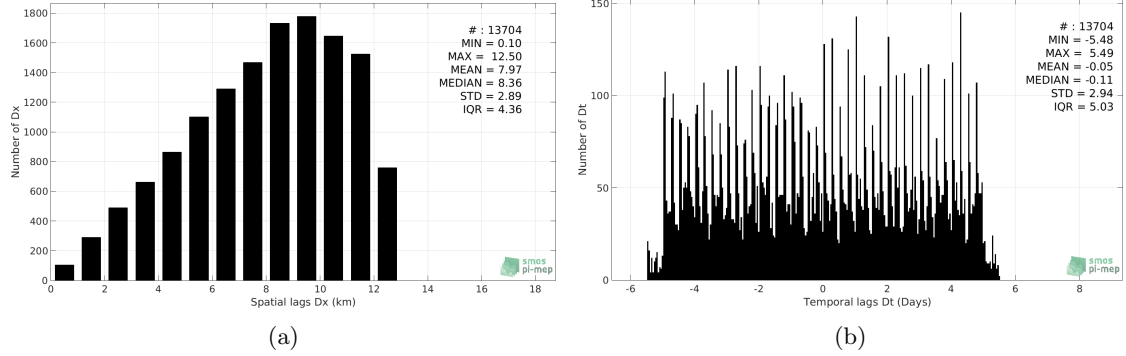 1800
1600
1400
1200
1000
800
600
400
200
0
Number of Dx
0 2 4 6 8 10 12 14 16 18
Spatial lags Dx (km)
# : 13704
MIN = 0.10
MAX = 12.50
MEAN = 7.97
MEDIAN = 8.36
STD = 2.89
IQR = 4.36
smos
pi-mep
(a)
150
100
50
0
Number of Dt
-6 -4 -2 0 2 4 6 8
Temporal lags Dt (Days)
# : 13704
MIN = -5.48
MAX = 5.49
MEAN = -0.05
MEDIAN = -0.11
STD = 2.94
IQR = 5.03
smos
pi-mep
(b)